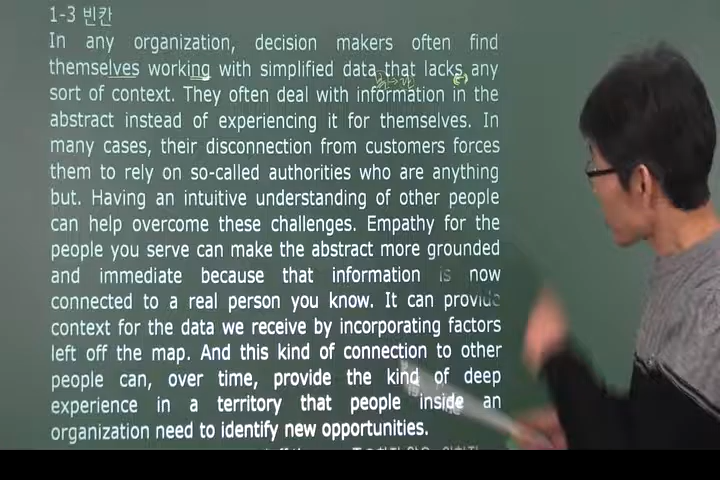 1-3 빈칸
In any organization, decision makers often find
themselves working with simplified data that lacks any
sort of context. They often deal with information in the
abstract instead of experiencing it for themselves. In
many cases, their disconnection from customers forces
them to rely on so-called authorities who are anything
but. Having an intuitive understanding of other people
can help overcome these challenges. Empathy for the
people you serve can make the abstract more grounded
and immediate because that information is now
connected to a real person you know. It can provide
context for the data we receive by incorporating factors
left off the map. And this kind of connection to other
people can, over time, provide the kind of deep
experience in a territory that people inside an
organization need to identify new opportunities.